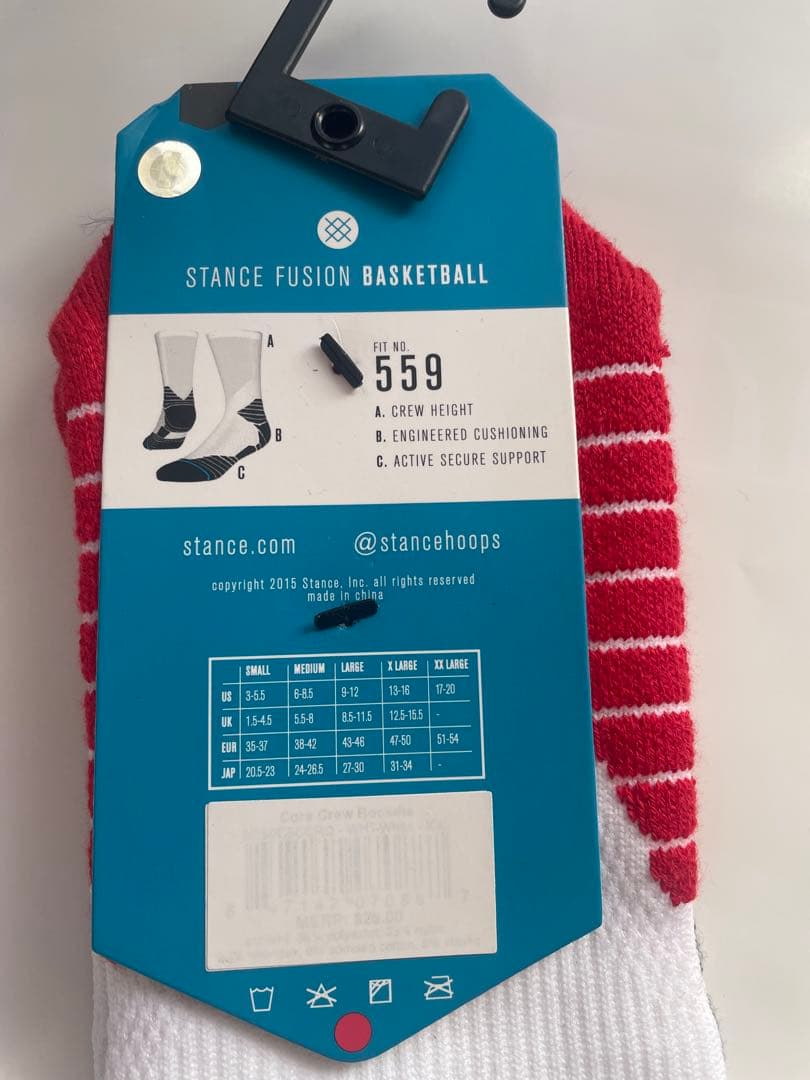 STANCE FUSION BASKETBALL
A
B
C
FIT NO.
559
A. CREW HEIGHT
B. ENGINEERED CUSHIONING
C. ACTIVE SECURE SUPPORT
stance.com @stancehoops
copyright 2015 Stance, Inc. all rights reserved
made in china
SMALL MEDIUM LARGE X LARGE XX LARGE
US 3-5.5 6-8.5 9-12 13-16 17-20
UK 1.5-4.5 5.5-8 8.5-11.5 12.5-15.5 -
EUR 35-37 38-42 43-46 47-50 51-54
JAP 20.5-23 24-26.5 27-30 31-34 -
Core Crew